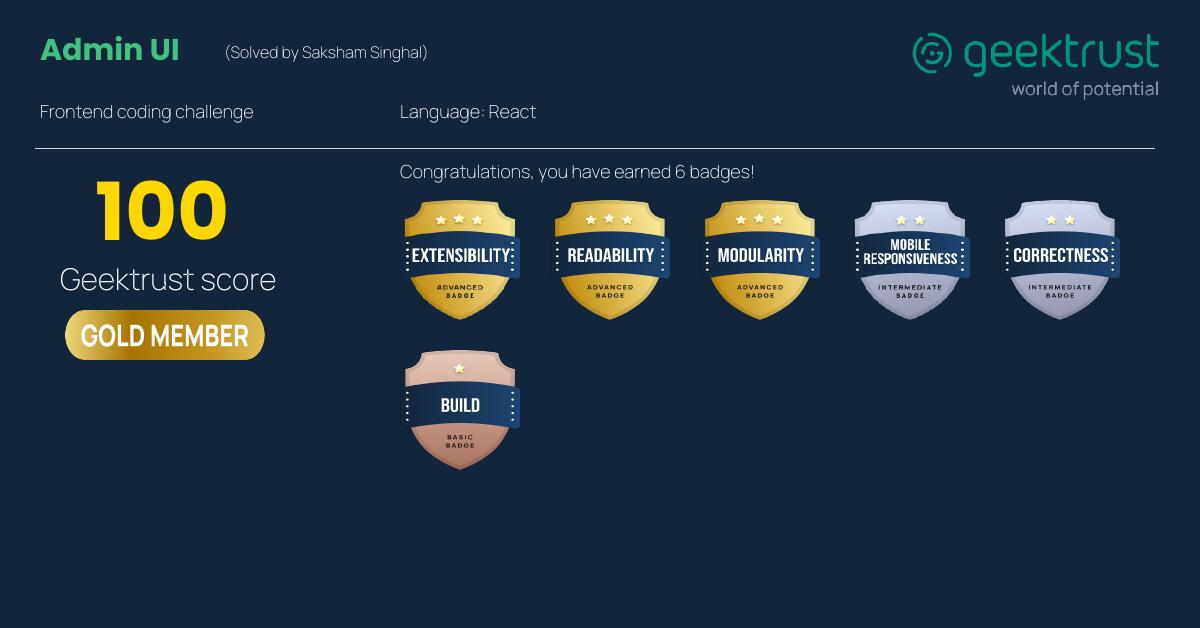 Admin UI
(Solved by Saksham Singhal)
geektrust
world of potential
Frontend coding challenge
Language: React
100
Geektrust score
GOLD MEMBER
Congratulations, you have earned 6 badges!
EXTENSIBILITY
ADVANCED
BADGE
READABILITY
ADVANCED
BADGE
MODULARITY
ADVANCED
BADGE
MOBILE
RESPONSIVENESS
INTERMEDIATE
BADGE
CORRECTNESS
INTERMEDIATE
BADGE
BUILD
BASIC
BADGE